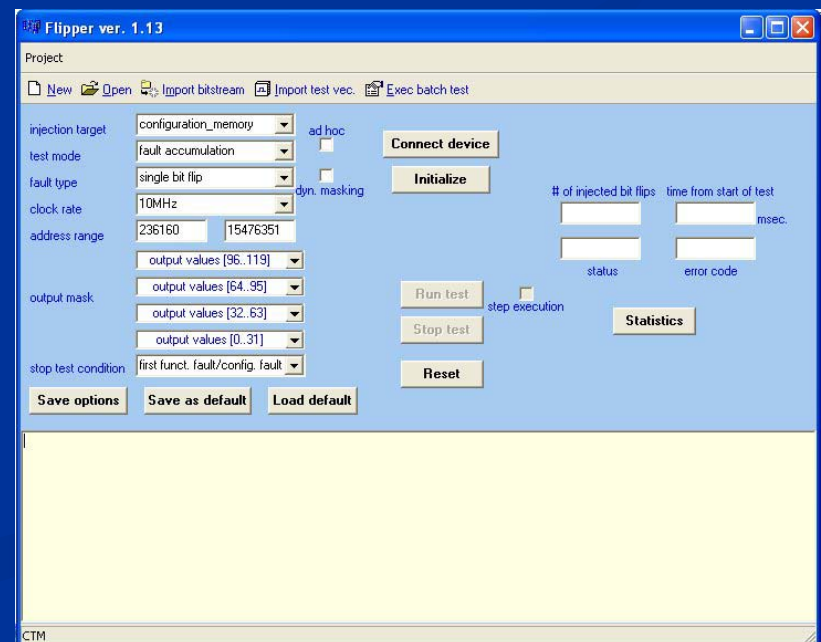 Flipper ver. 1.13
Project
New Open Import bitstream Import test vec. Exec batch test
injection target configuration_memory ad hoc Connect device
test mode fault accumulation
fault type single bit flip dyn. masking Initialize
clock rate 10MHz
address range 236160 15476351
# of injected bit flips time from start of test
msec.
status error code
output mask
output values [96..119]
output values [64..95]
output values [32..63]
output values [0..31]
Run test step execution
Stop test Statistics
stop test condition first funct. fault/config. fault Reset
Save options Save as default Load default
CTM